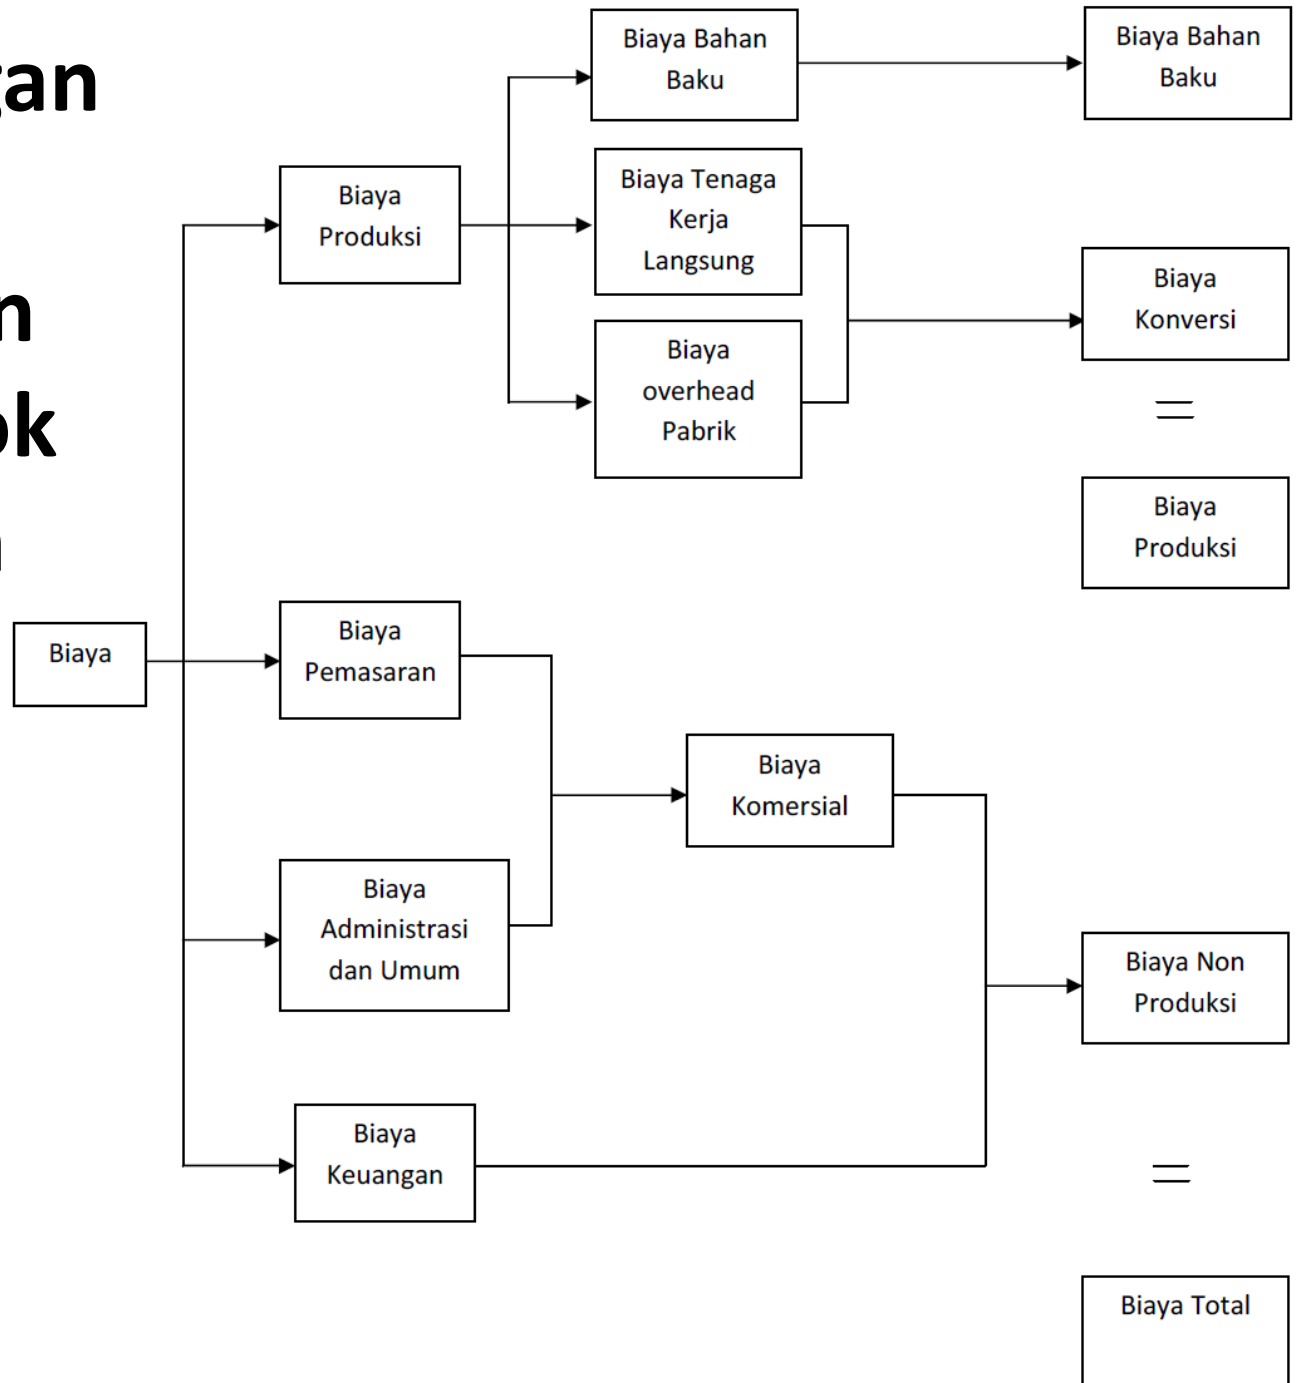 Biaya Bahan
Baku
Biaya Bahan
Baku
Biaya
Produksi
Biaya Tenaga
Kerja
Langsung
Biaya
Konversi
Biaya
overhead
Pabrik
=
Biaya
Produksi
Biaya
Biaya
Pemasaran
Biaya
Komersial
Biaya
Administrasi
dan Umum
Biaya Non
Produksi
Biaya
Keuangan
=
Biaya Total